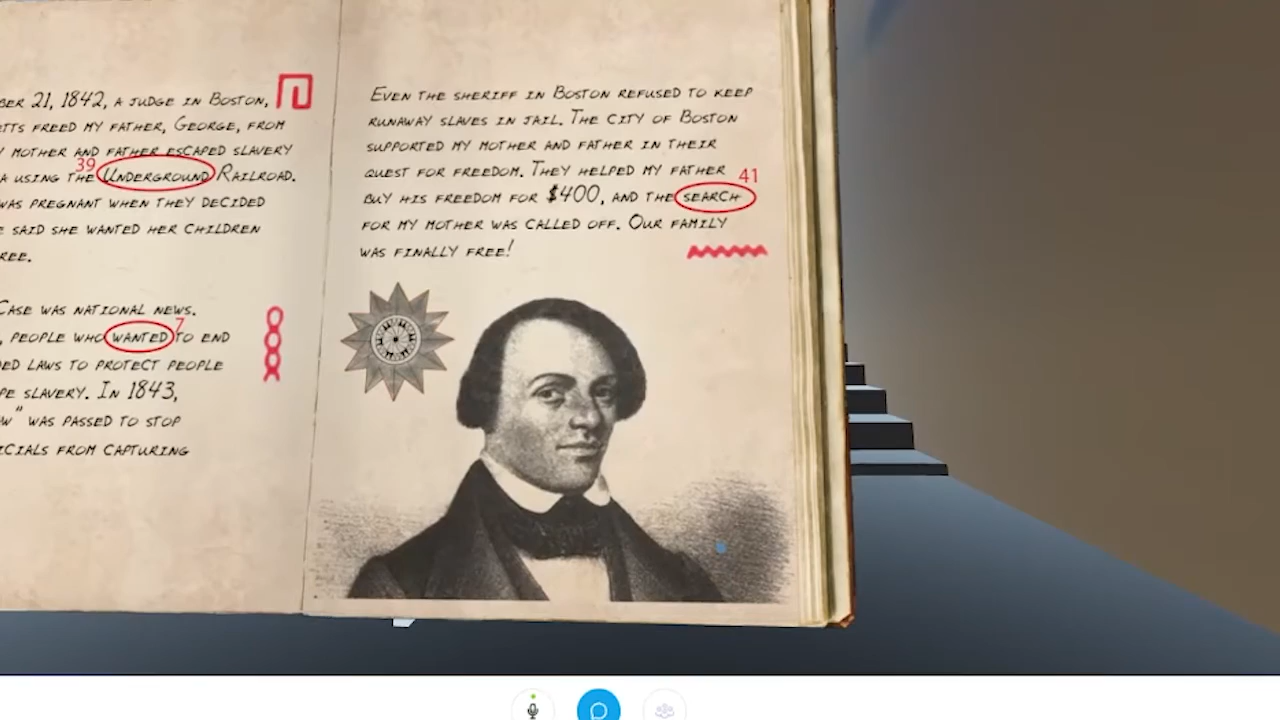 BER 21, 1842, A JUDGE IN BOSTON,
ETTS FREED MY FATHER, GEORGE, FROM
Y MOTHER AND FATHER ESCAPED SLAVERY
39
A USING THE UNDERGROUND RAILROAD.
WAS PREGNANT WHEN THEY DECIDED
E SAID SHE WANTED HER CHILDREN
REE.
CASE WAS NATIONAL NEWS.
7
, PEOPLE WHO WANTED TO END
DED LAWS TO PROTECT PEOPLE
PE SLAVERY. IN 1843,
W" WAS PASSED TO STOP
ICIALS FROM CAPTURING
EVEN THE SHERIFF IN BOSTON REFUSED TO KEEP
RUNAWAY SLAVES IN JAIL. THE CITY OF BOSTON
SUPPORTED MY MOTHER AND FATHER IN THEIR
QUEST FOR FREEDOM. THEY HELPED MY FATHER
41
BUY HIS FREEDOM FOR $400, AND THE SEARCH
FOR MY MOTHER WAS CALLED OFF. OUR FAMILY
WAS FINALLY FREE!